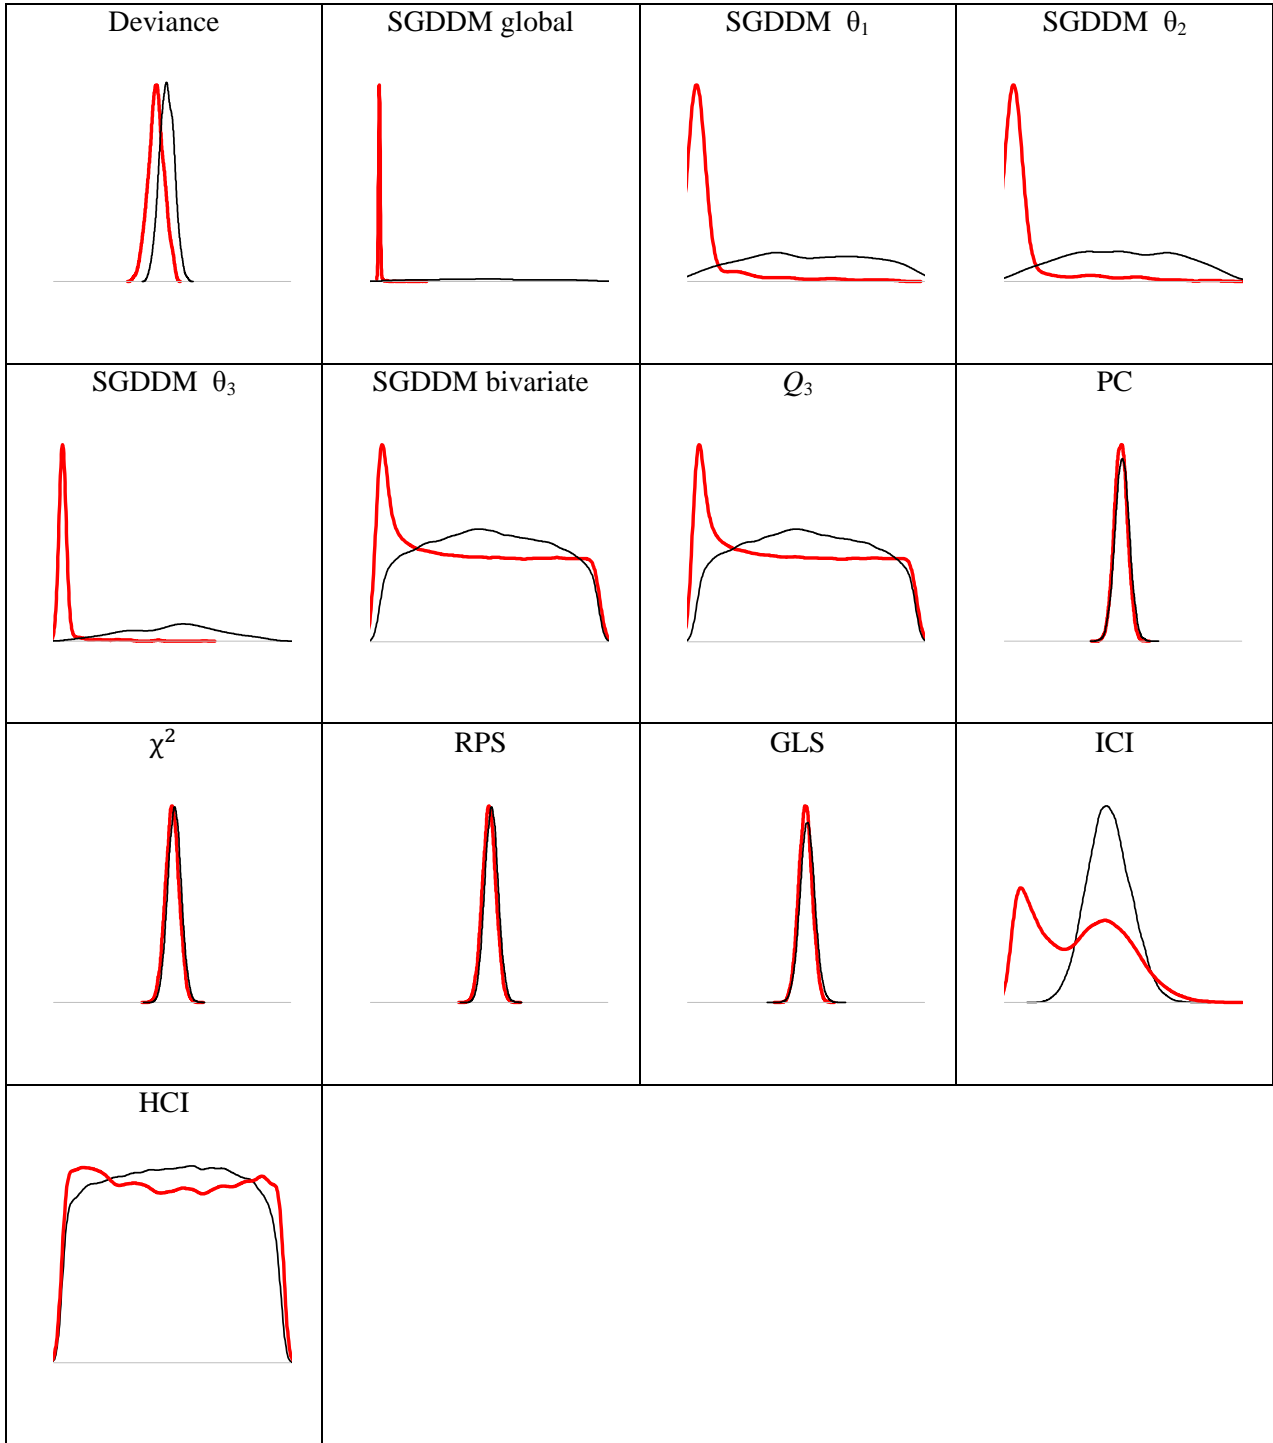 Deviance
SGDDM global
SGDDM θ₁
SGDDM θ₂
SGDDM θ₃
SGDDM bivariate
Q₃
PC
χ²
RPS
GLS
ICI
HCI